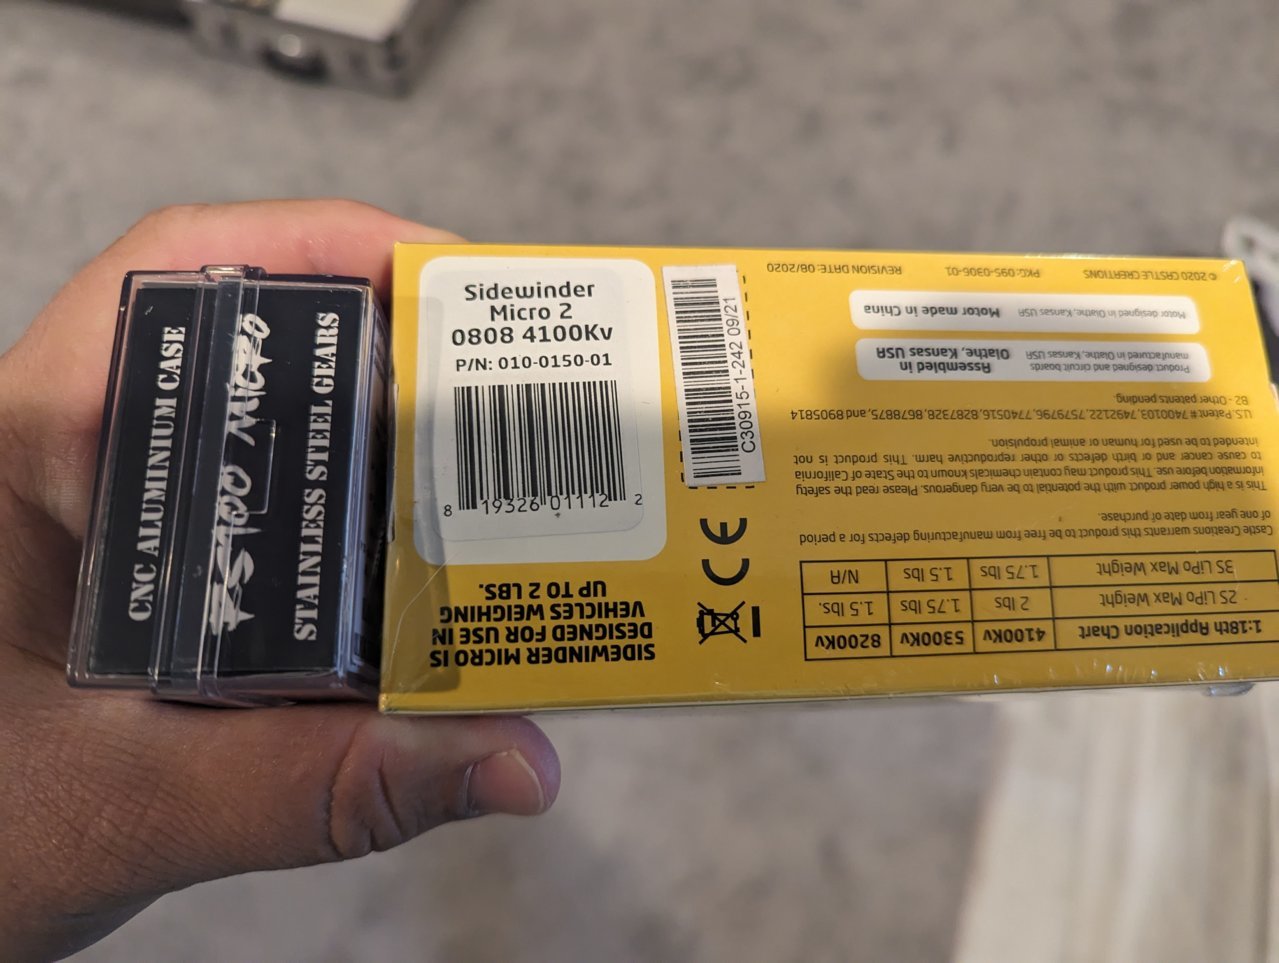 CNC ALUMINIUM CASE
MICRO
STAINLESS STEEL GEARS
Sidewinder
Micro 2
0808 4100Kv
P/N: 010-0150-01
8 19326 01112 2
C30915-1-242 09/21
SIDEWINDER MICRO IS
DESIGNED FOR USE IN
VEHICLES WEIGHING
UP TO 2 LBS.
CE
1:18th Application Chart 4100Kv 5300Kv 8200Kv
2S LiPo Max Weight 2 lbs 1.75 lbs 1.5 lbs.
3S LiPo Max Weight 1.75 lbs 1.5 lbs N/A
Castle Creations warrants this product to be free from manufacturing defects for a period
of one year from date of purchase.
This is a high power product with the potential to be very dangerous. Please read the safety
information before use. This product may contain chemicals known to the State of California
to cause cancer and or birth defects or other reproductive harm. This product is not
intended to be used for human or animal propulsion.
U.S. Patent # 7400103, 7492122, 7579796, 7740516, 8287328, 8678875, and 8905814
B2 - Other patents pending.
Product designed and circuit boards
manufactured in Olathe, Kansas USA
Assembled in
Olathe, Kansas USA
Motor designed in Olathe, Kansas USA Motor made in China
© 2020 CASTLE CREATIONS PKG: 095-0306-01 REVISION DATE: 08/2020